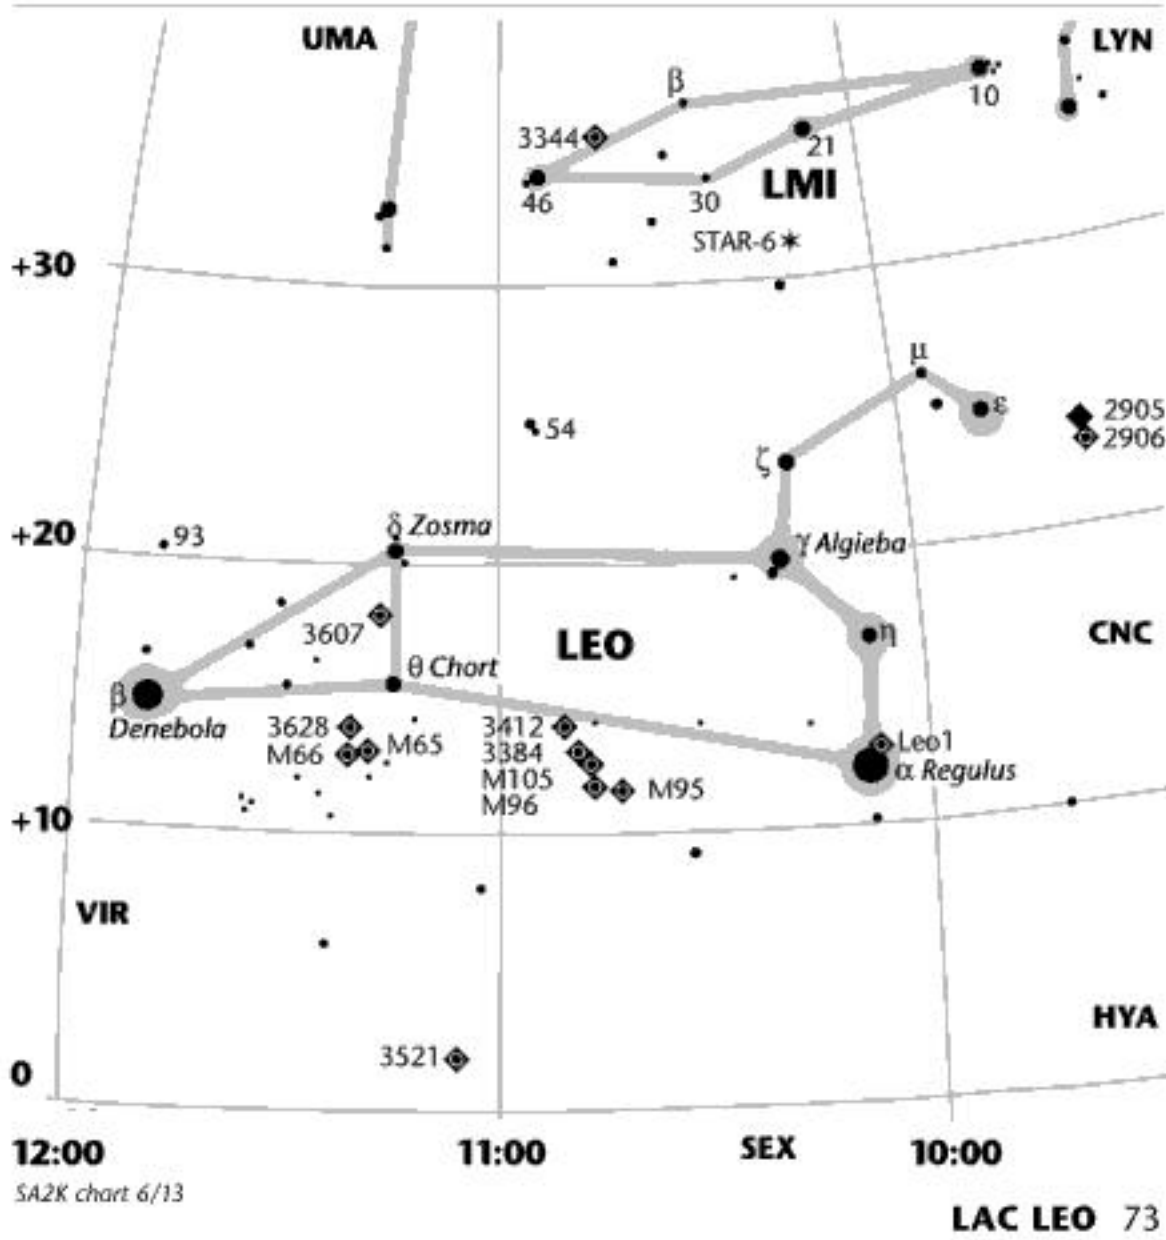 UMA
LYN
β
10
3344
21
LMI
46
30
STAR-6
+30
μ
ε
2905
2906
54
ζ
+20
93
δ Zosma
γ Algieba
3607
LEO
η
CNC
θ Chort
β
Denebola
3628
M66
M65
3412
3384
M105
M96
M95
Leo1
α Regulus
+10
VIR
HYA
3521
0
12:00
11:00
SEX
10:00
SA2K chart 6/13
LAC LEO 73